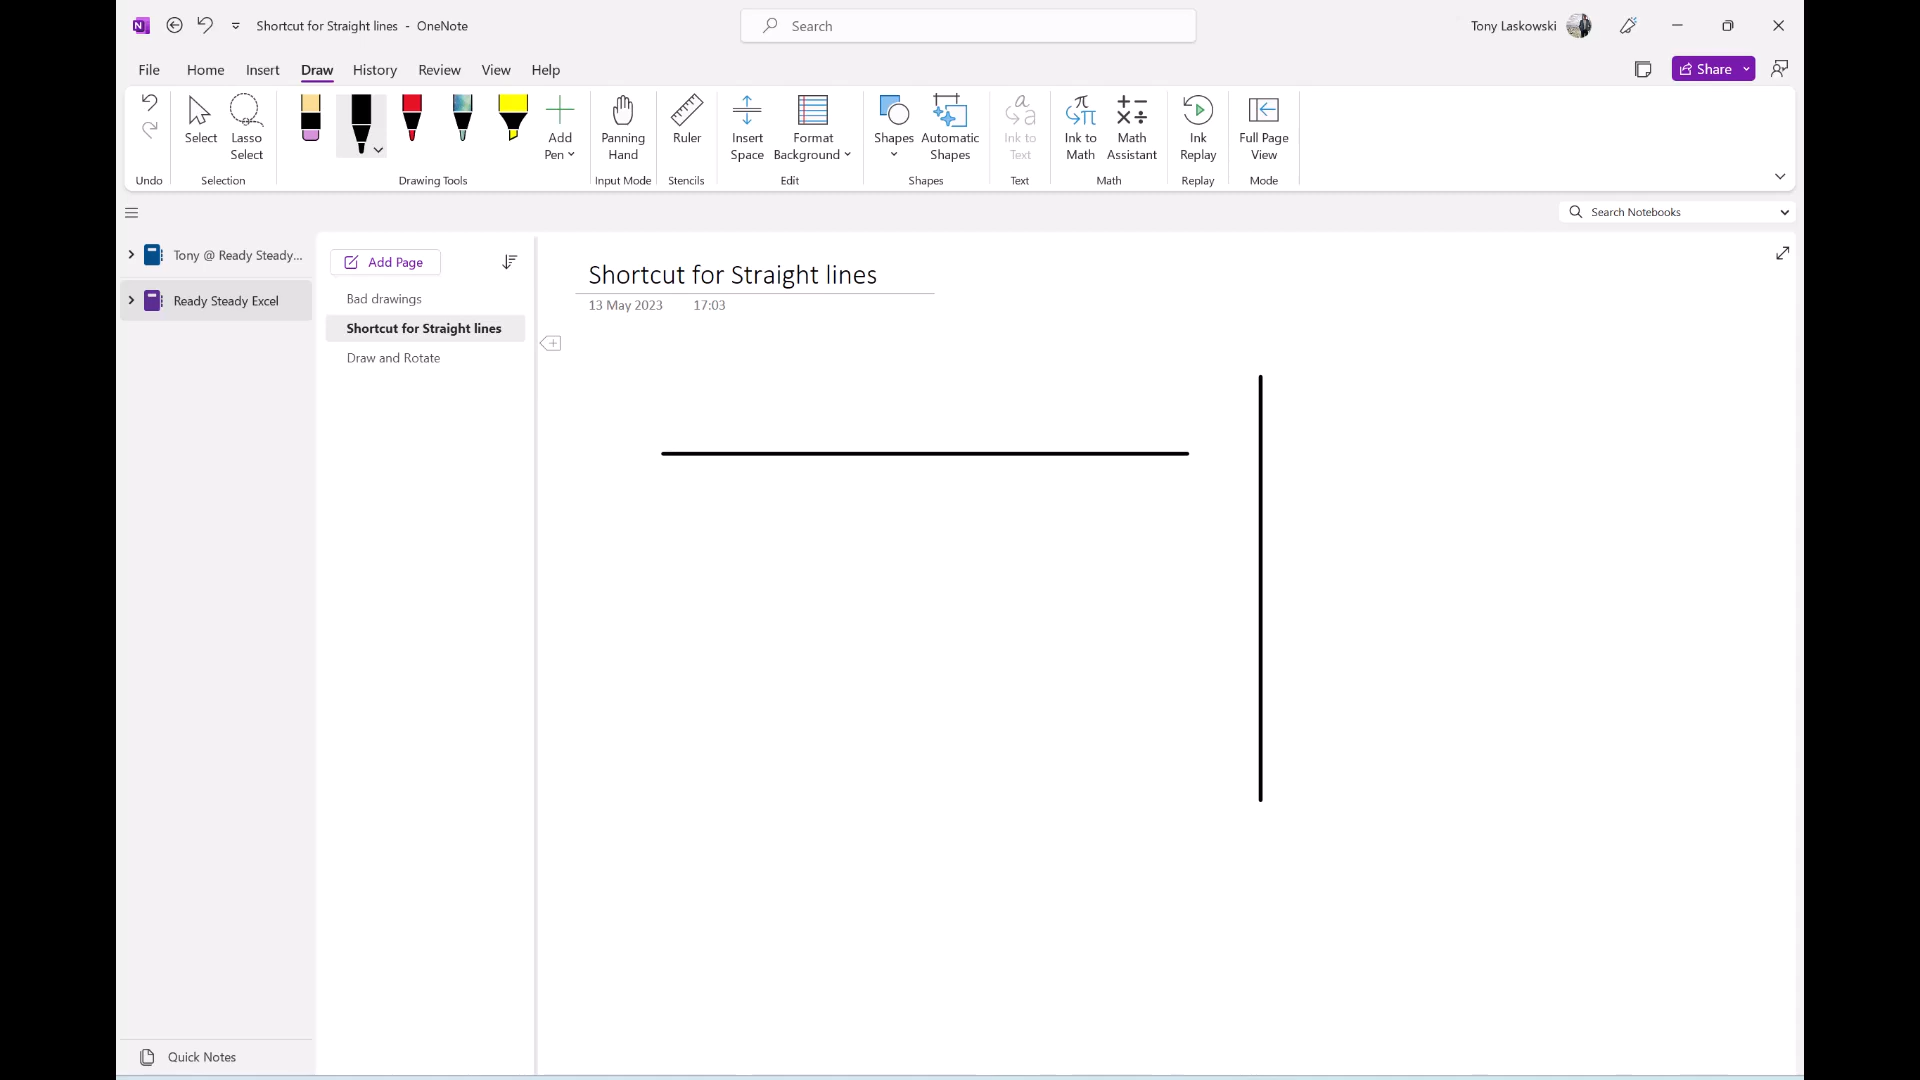 Shortcut for Straight lines - OneNote
Search
Tony Laskowski
File Home Insert Draw History Review View Help
Share
Undo
Select
Lasso Select
Selection
Drawing Tools
Add Pen
Panning Hand
Input Mode
Ruler
Stencils
Insert Space
Format Background
Edit
Shapes
Automatic Shapes
Shapes
Ink to Text
Text
Ink to Math
Math Assistant
Math
Ink Replay
Replay
Full Page View
Mode
Search Notebooks
Tony @ Ready Steady...
Ready Steady Excel
Add Page
Bad drawings
Shortcut for Straight lines
Draw and Rotate
Shortcut for Straight lines
13 May 2023 17:03
Quick Notes